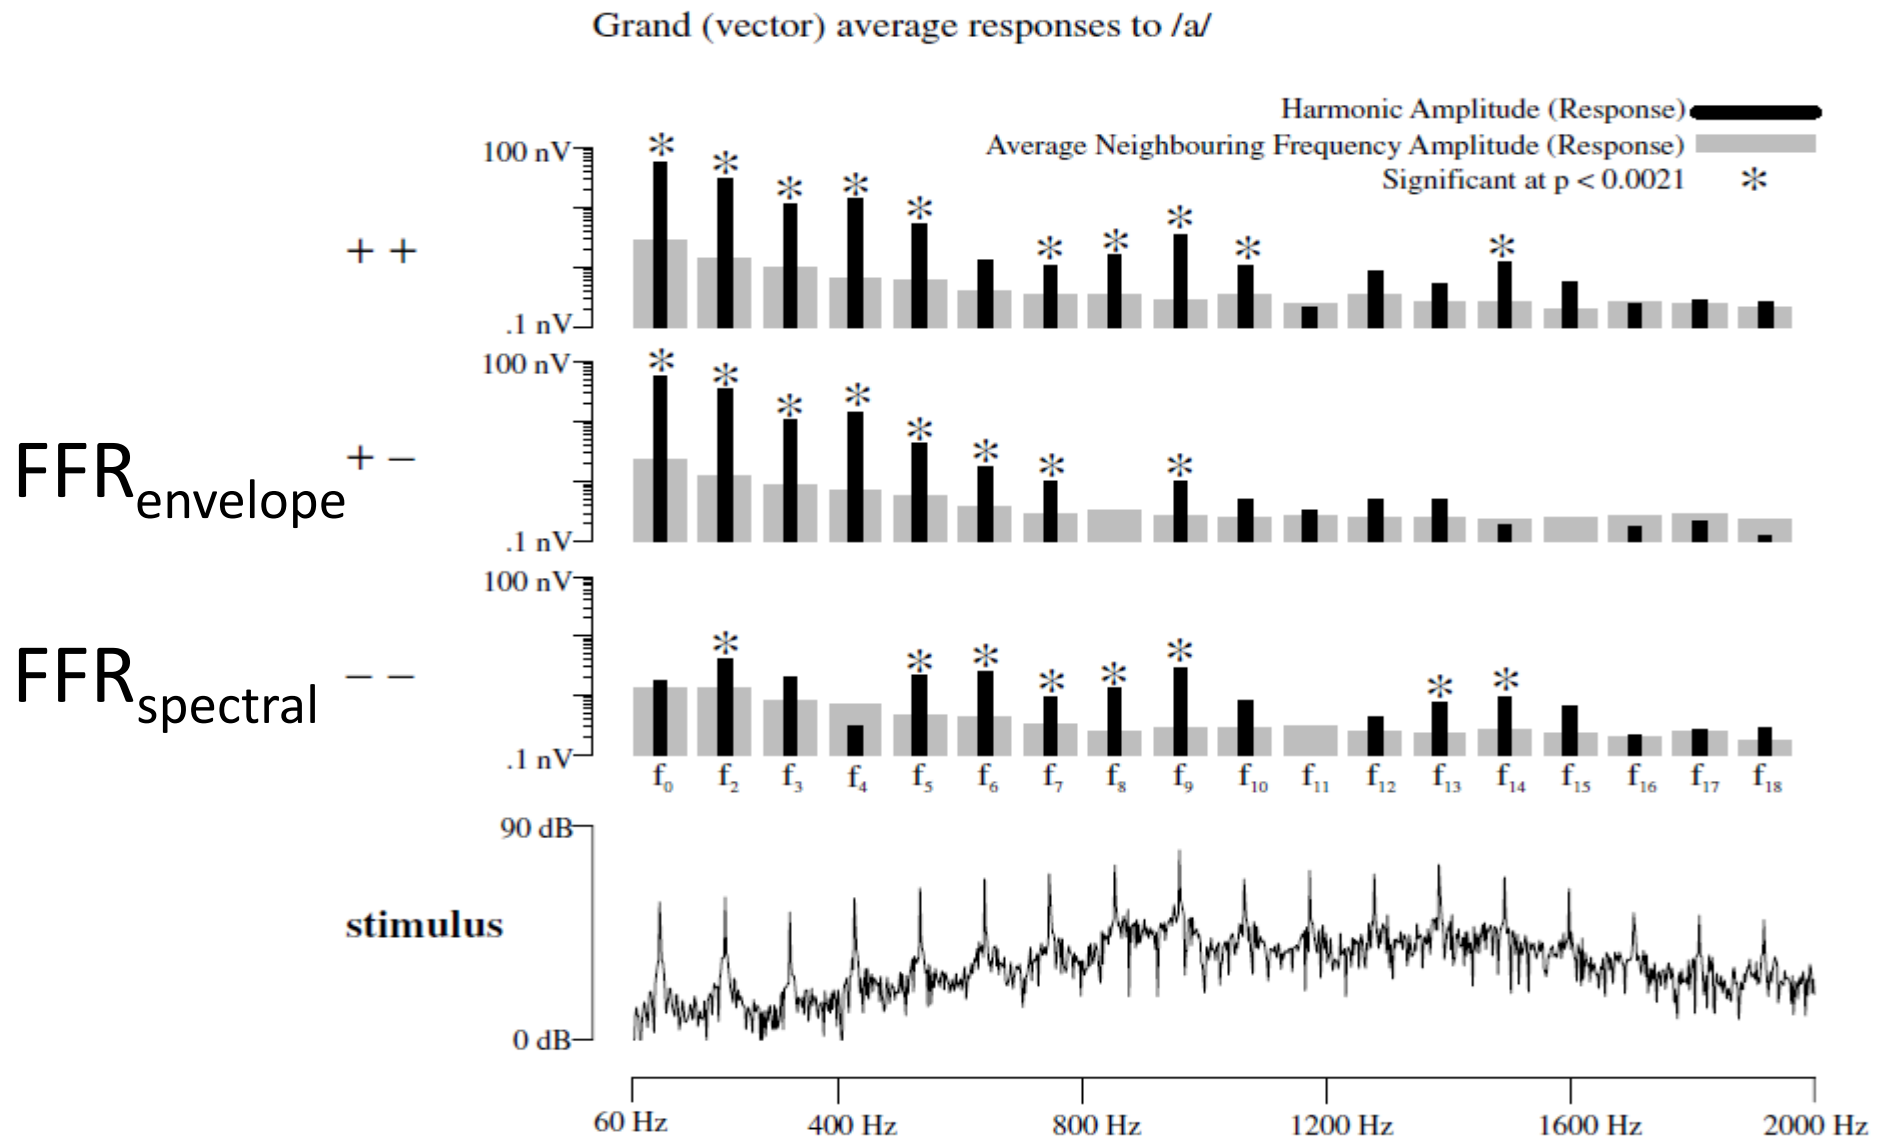 Grand (vector) average responses to /a/
Harmonic Amplitude (Response)
Average Neighbouring Frequency Amplitude (Response)
Significant at p < 0.0021 *
100 nV
+ +
.1 nV
100 nV
FFRenvelope + −
.1 nV
100 nV
FFRspectral − −
.1 nV
f0 f2 f3 f4 f5 f6 f7 f8 f9 f10 f11 f12 f13 f14 f15 f16 f17 f18
90 dB
stimulus
0 dB
60 Hz 400 Hz 800 Hz 1200 Hz 1600 Hz 2000 Hz